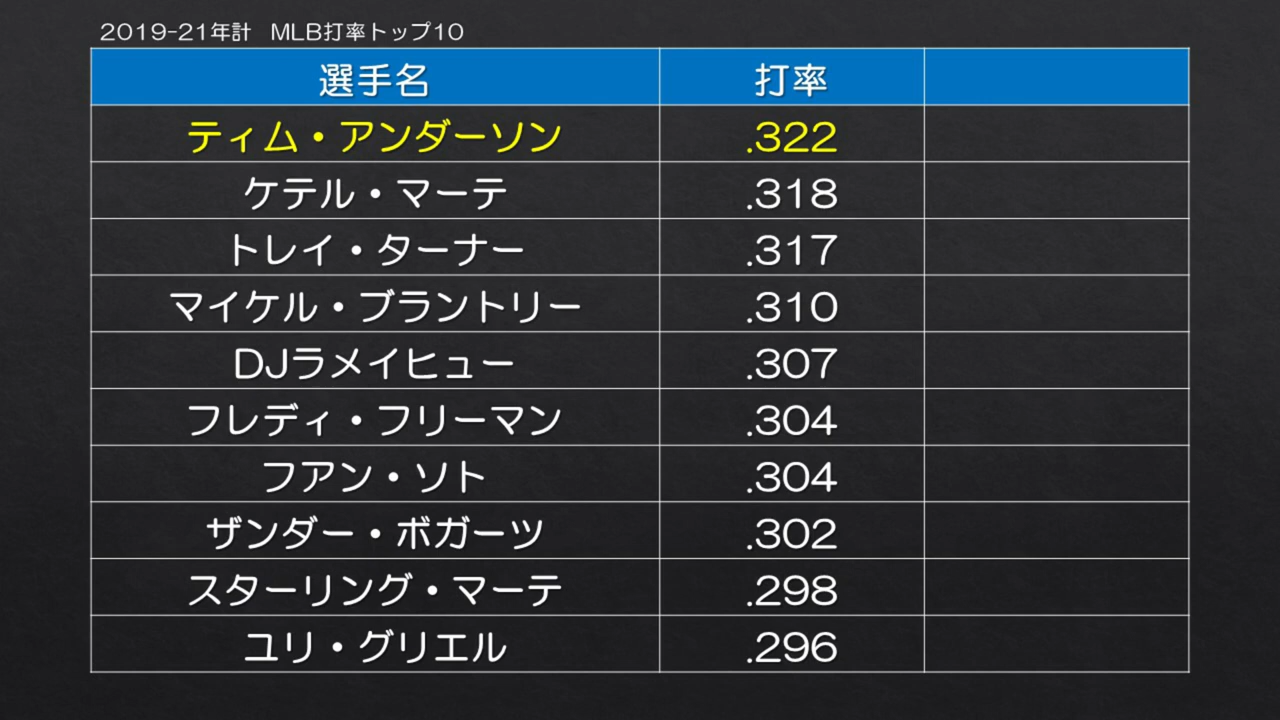 2019-21年計 MLB打率トップ10
選手名 打率
ティム・アンダーソン .322
ケテル・マーテ .318
トレイ・ターナー .317
マイケル・ブラントリー .310
DJラメイヒュー .307
フレディ・フリーマン .304
フアン・ソト .304
ザンダー・ボガーツ .302
スターリング・マーテ .298
ユリ・グリエル .296